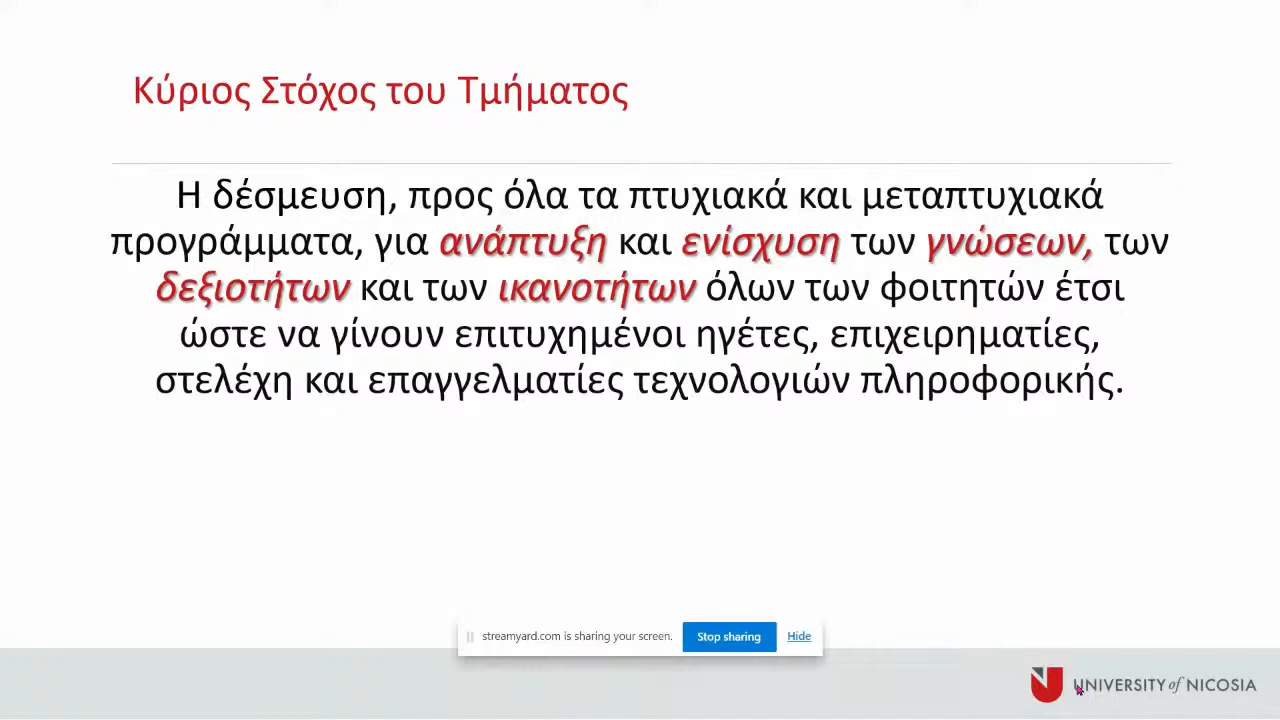 Κύριος Στόχος του Τμήματος
Η δέσμευση, προς όλα τα πτυχιακά και μεταπτυχιακά
προγράμματα, για ανάπτυξη και ενίσχυση των γνώσεων, των
δεξιοτήτων και των ικανοτήτων όλων των φοιτητών έτσι
ώστε να γίνουν επιτυχημένοι ηγέτες, επιχειρηματίες,
στελέχη και επαγγελματίες τεχνολογιών πληροφορικής.
streamyard.com is sharing your screen. Stop sharing Hide
UNIVERSITY of NICOSIA